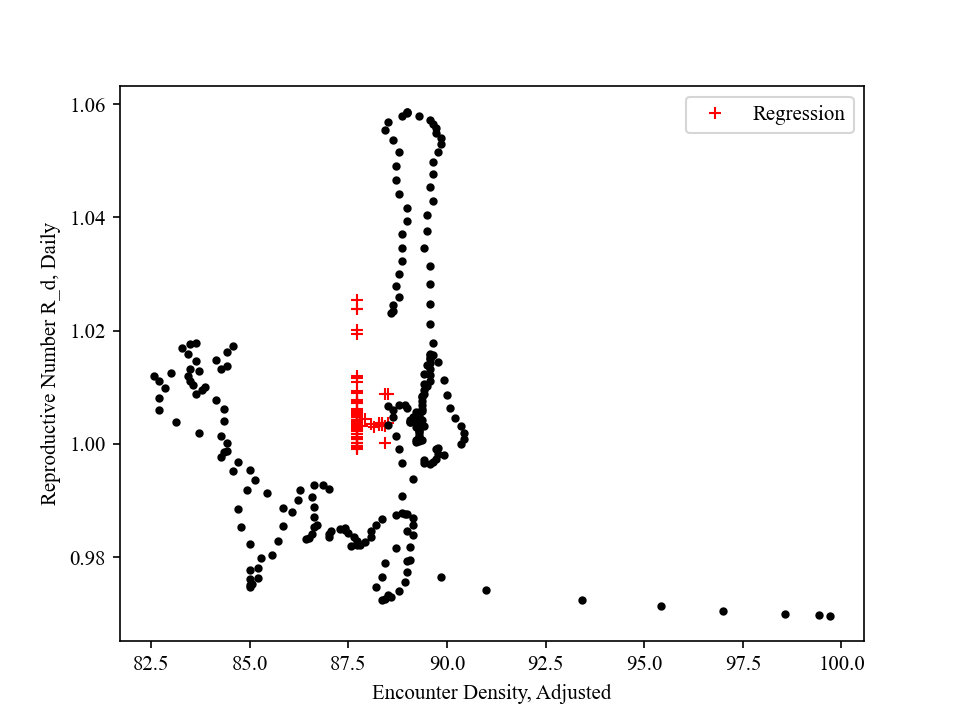 Regression
1.06
1.04
1.02
1.00
0.98
Reproductive Number R_d, Daily
82.5 85.0 87.5 90.0 92.5 95.0 97.5 100.0
Encounter Density, Adjusted